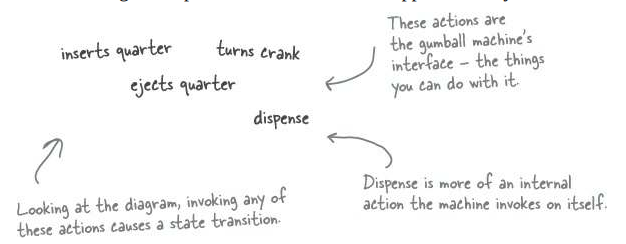 These actions are
the gumball machine's
interface – the things
you can do with it.
inserts quarter
turns crank
ejects quarter
dispense
Looking at the diagram, invoking any of
these actions causes a state transition.
Dispense is more of an internal
action the machine invokes on itself.